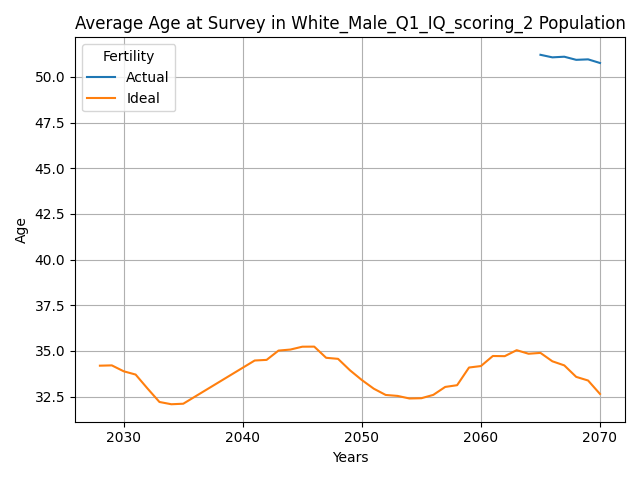 Average Age at Survey in White_Male_Q1_IQ_scoring_2 Population
Fertility
Actual
Ideal
50.0
47.5
45.0
42.5
40.0
37.5
35.0
32.5
Age
2030 2040 2050 2060 2070
Years